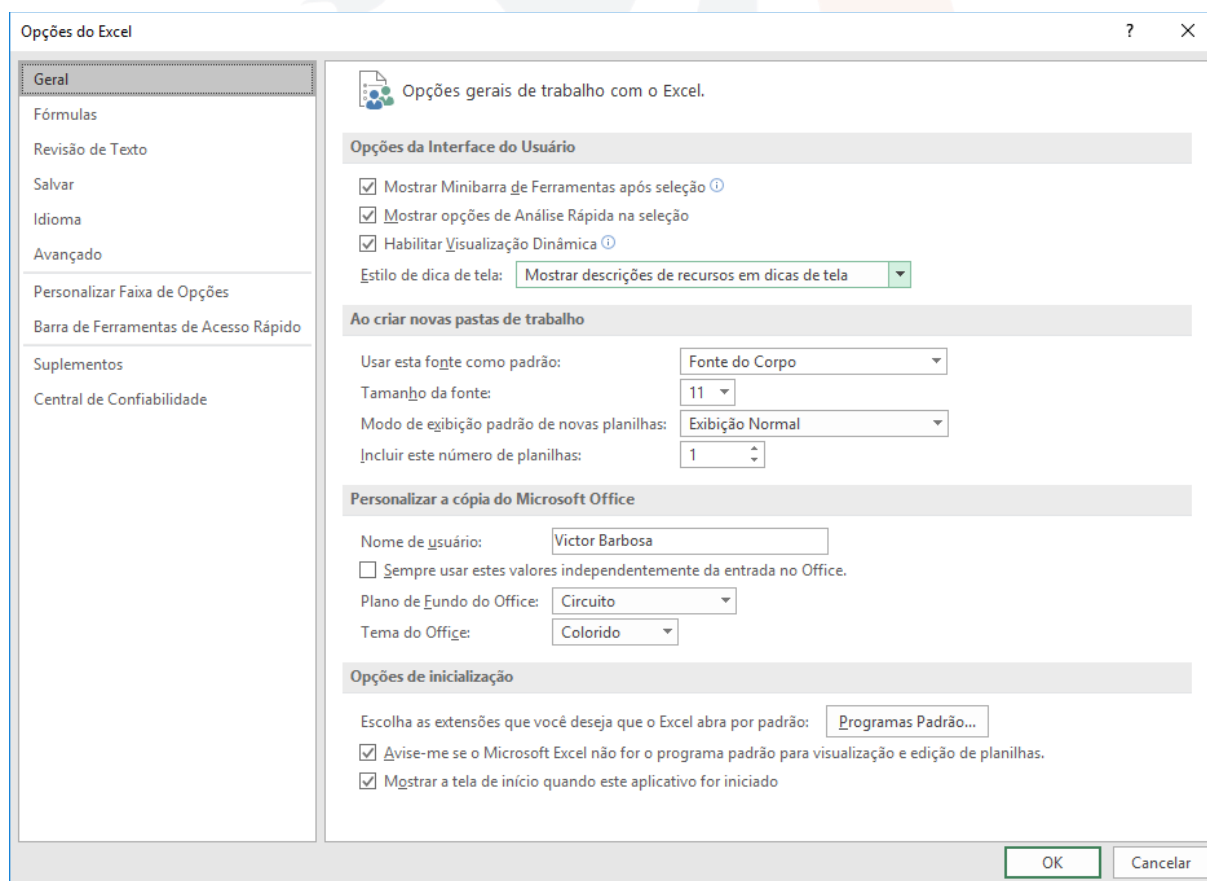 Opções do Excel
?
Geral
Fórmulas
Revisão de Texto
Salvar
Idioma
Avançado
Personalizar Faixa de Opções
Barra de Ferramentas de Acesso Rápido
Suplementos
Central de Confiabilidade
Opções gerais de trabalho com o Excel.
Opções da Interface do Usuário
Mostrar Minibarra de Ferramentas após seleção
Mostrar opções de Análise Rápida na seleção
Habilitar Visualização Dinâmica
Estilo de dica de tela: Mostrar descrições de recursos em dicas de tela
Ao criar novas pastas de trabalho
Usar esta fonte como padrão: Fonte do Corpo
Tamanho da fonte: 11
Modo de exibição padrão de novas planilhas: Exibição Normal
Incluir este número de planilhas: 1
Personalizar a cópia do Microsoft Office
Nome de usuário: Victor Barbosa
Sempre usar estes valores independentemente da entrada no Office.
Plano de Fundo do Office: Circuito
Tema do Office: Colorido
Opções de inicialização
Escolha as extensões que você deseja que o Excel abra por padrão: Programas Padrão...
Avise-me se o Microsoft Excel não for o programa padrão para visualização e edição de planilhas.
Mostrar a tela de início quando este aplicativo for iniciado
OK Cancelar